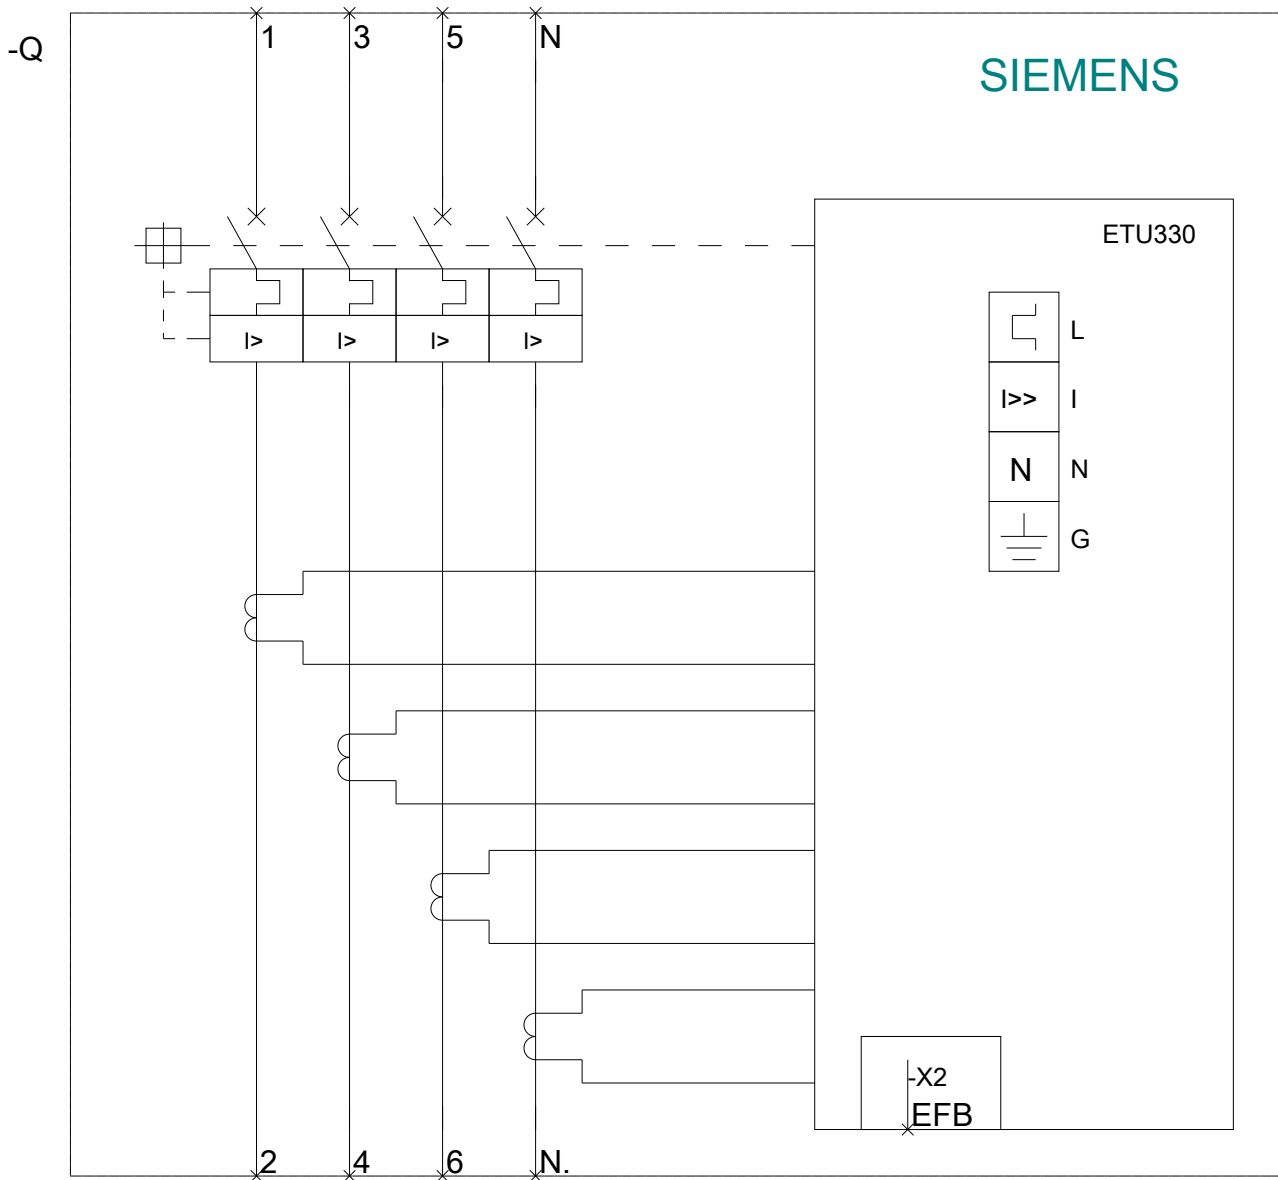 1 3 5 N
-Q
SIEMENS
ETU330
L
I> I> I> I>
I>> I
N N
G
-X2
EFB
2 4 6 N.